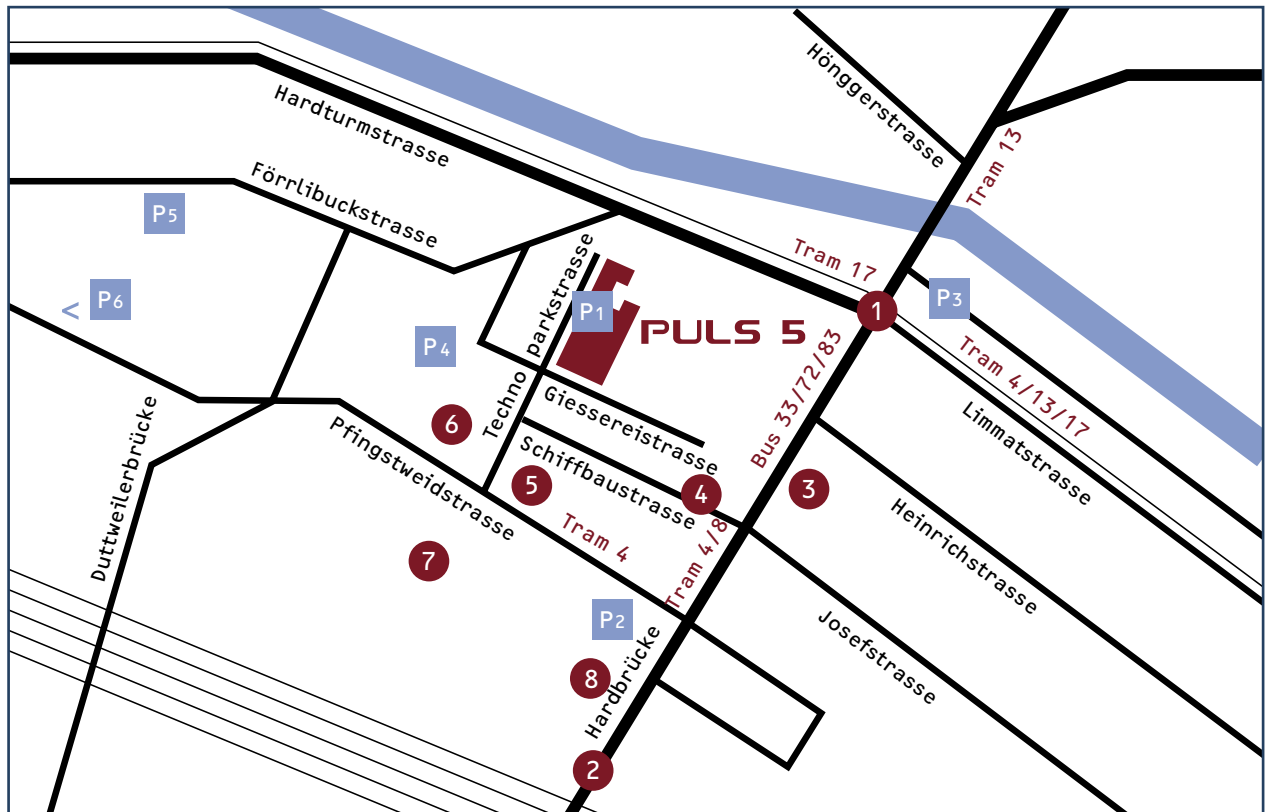 Hönggerstrasse
Hardturmstrasse
Tram 13
Förrlibuckstrasse
P5
Tram 17
P6
<
P3
1
P1
PULS 5
P4
Techno parkstrasse
Bus 33/72/83
Tram 4/13/17
Giessereistrasse
Limmatstrasse
6
Duttweilerbrücke
Pfingstweidstrasse
Schiffbaustrasse
5
4
3
Heinrichstrasse
Tram 4
Tram 4/8
7
P2
Josefstrasse
8
Hardbrücke
2